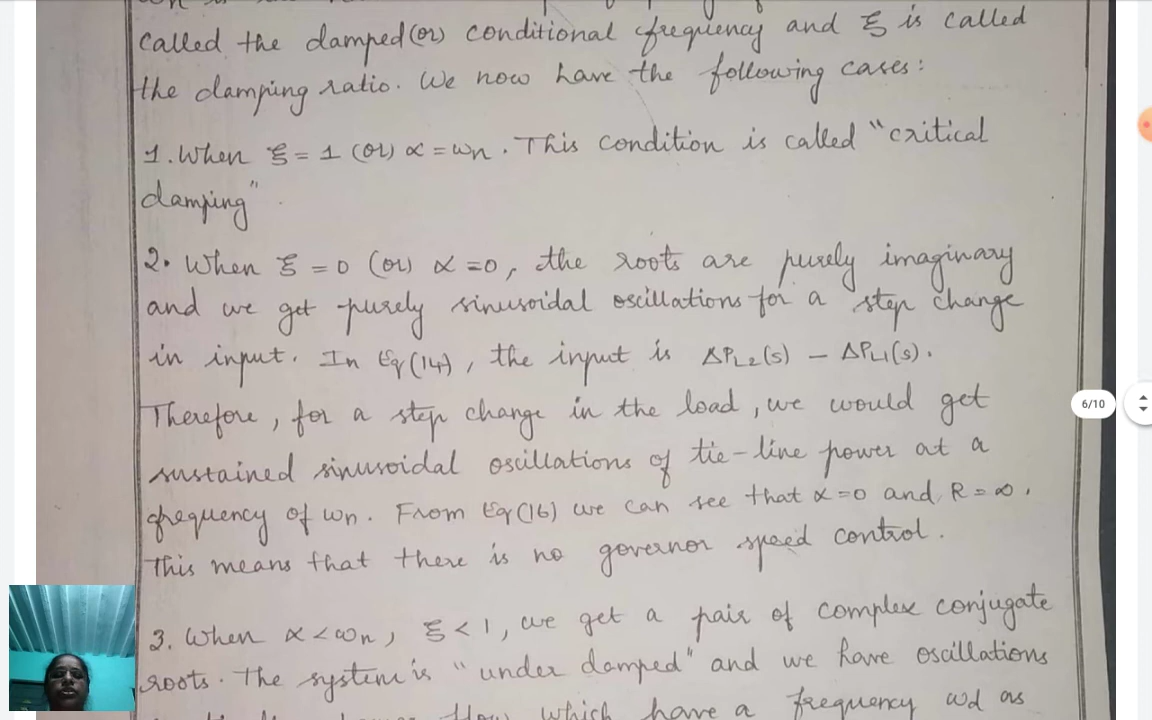 called the damped(or) conditional frequency and ξ is called
the damping ratio. We now have the following cases:
1. When ξ = 1 (or) α = ωn. This condition is called "critical
damping".
2. When ξ = 0 (or) α = 0, the roots are purely imaginary
and we get purely sinusoidal oscillations for a step change
in input. In Eq(14), the input is ΔPL2(s) - ΔPL1(s).
Therefore, for a step change in the load, we would get
sustained sinusoidal oscillations of tie-line power at a
frequency of ωn. From Eq(16) we can see that α=0 and R=∞.
This means that there is no governor speed control.
3. When α < ωn, ξ < 1, we get a pair of complex conjugate
roots. The system is "under damped" and we have oscillations
which have a frequency ωd as
6/10